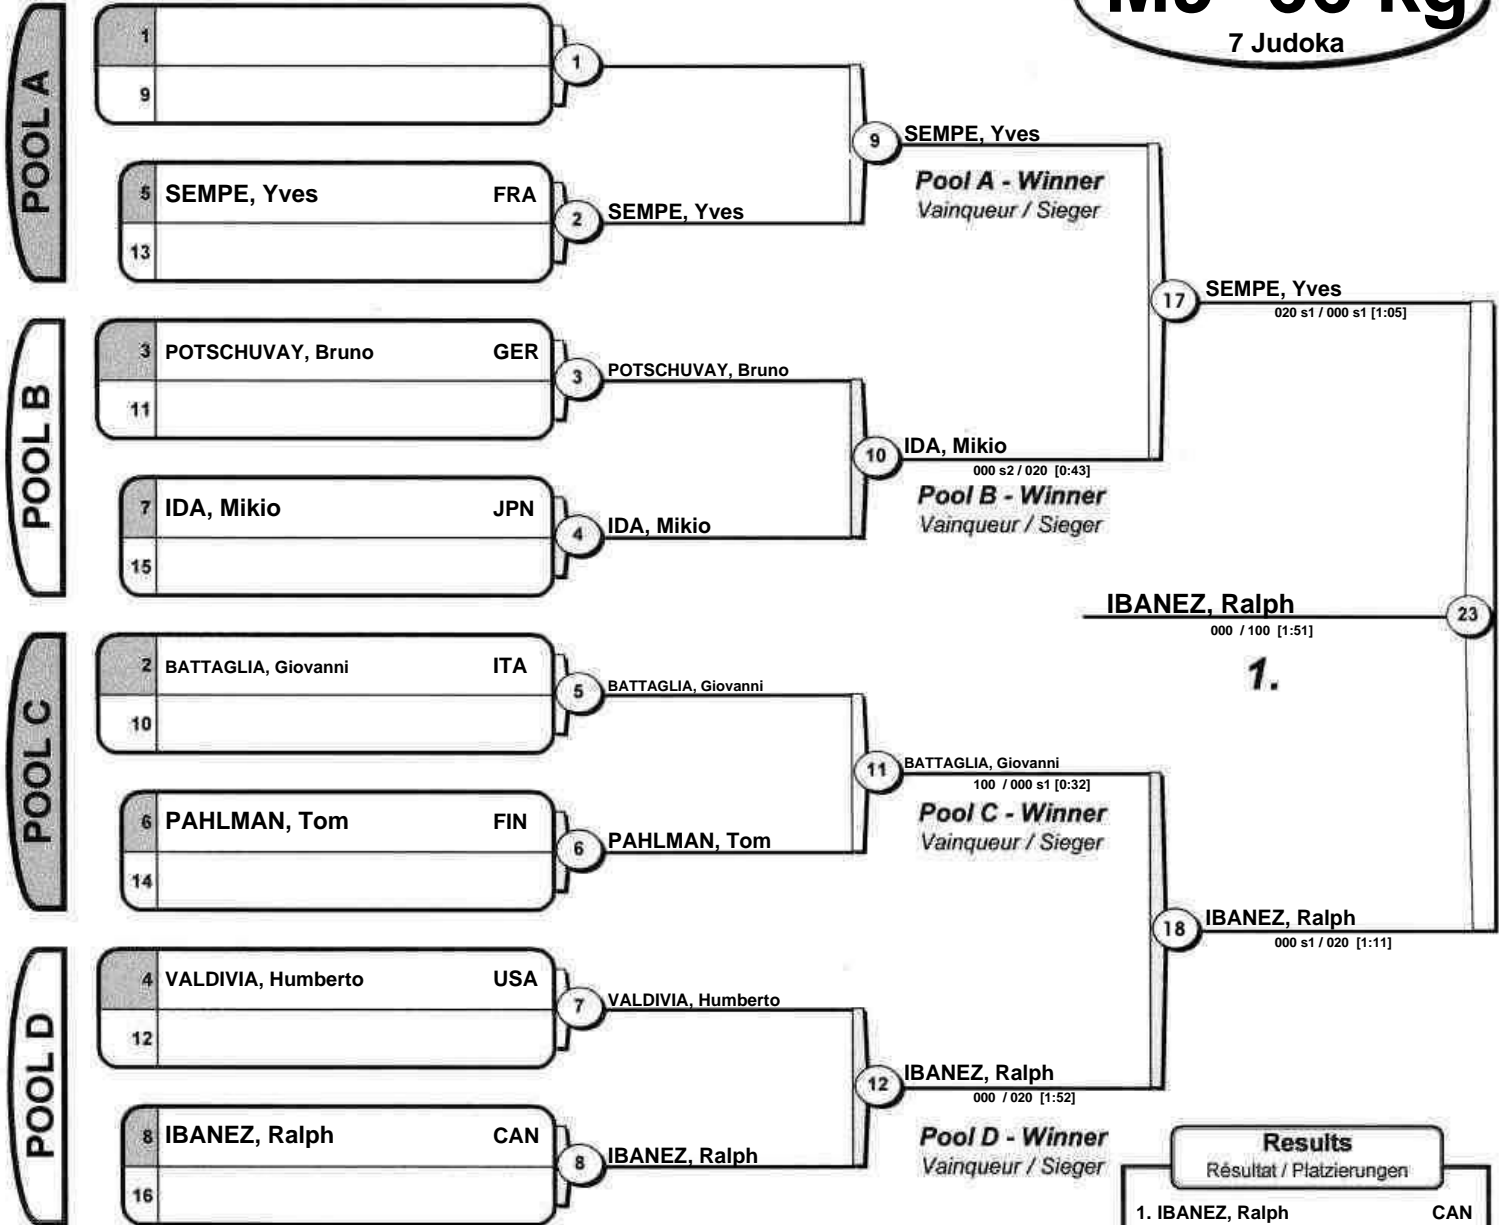 7 Judoka
POOL A
1
9
1
5 SEMPE, Yves FRA
13
2
SEMPE, Yves
9
SEMPE, Yves
Pool A - Winner
Vainqueur / Sieger
17
SEMPE, Yves
020 s1 / 000 s1 [1:05]
POOL B
3 POTSCHUVAY, Bruno GER
11
3
POTSCHUVAY, Bruno
10
IDA, Mikio
000 s2 / 020 [0:43]
Pool B - Winner
Vainqueur / Sieger
7 IDA, Mikio JPN
15
4
IDA, Mikio
IBANEZ, Ralph
000 / 100 [1:51]
1.
23
POOL C
2 BATTAGLIA, Giovanni ITA
10
5
BATTAGLIA, Giovanni
11
BATTAGLIA, Giovanni
100 / 000 s1 [0:32]
Pool C - Winner
Vainqueur / Sieger
6 PAHLMAN, Tom FIN
14
6
PAHLMAN, Tom
18
IBANEZ, Ralph
000 s1 / 020 [1:11]
POOL D
4 VALDIVIA, Humberto USA
12
7
VALDIVIA, Humberto
12
IBANEZ, Ralph
000 / 020 [1:52]
Pool D - Winner
Vainqueur / Sieger
8 IBANEZ, Ralph CAN
16
8
IBANEZ, Ralph
Results
Résultat / Platzierungen
1. IBANEZ, Ralph CAN